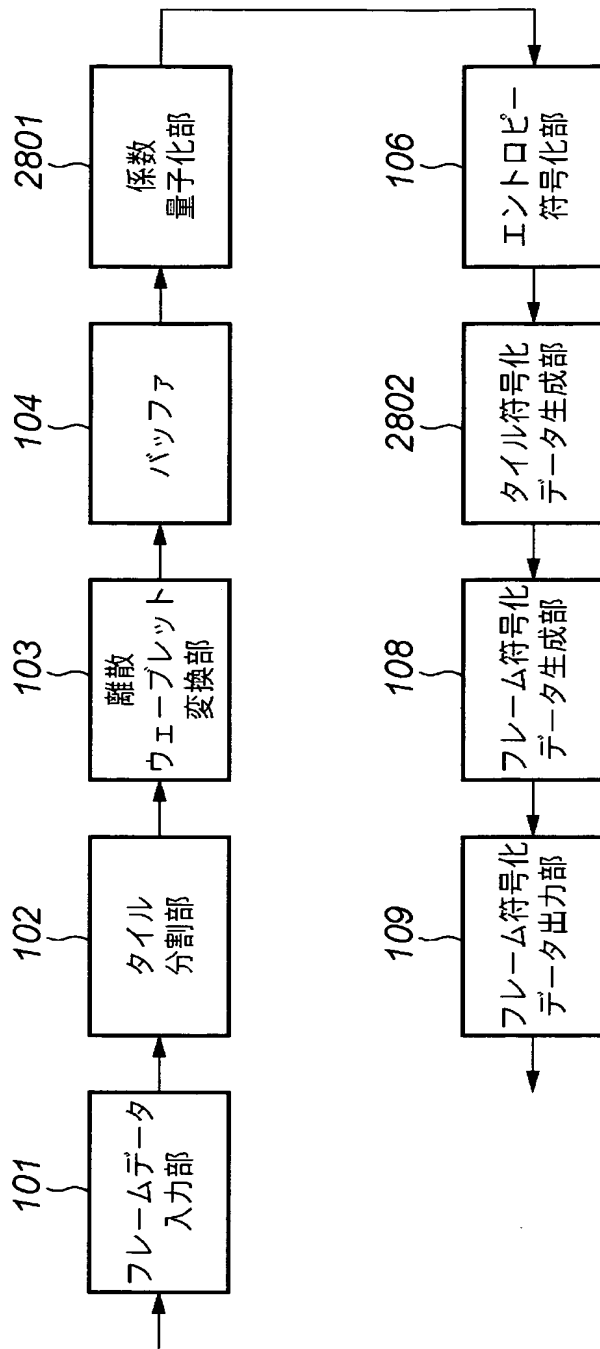 101
フレームデータ
入力部
102
タイル
分割部
103
離散
ウェーブレット
変換部
104
バッファ
2801
係数
量子化部
106
エントロピー
符号化部
2802
タイル符号化
データ生成部
108
フレーム符号化
データ生成部
109
フレーム符号化
データ出力部